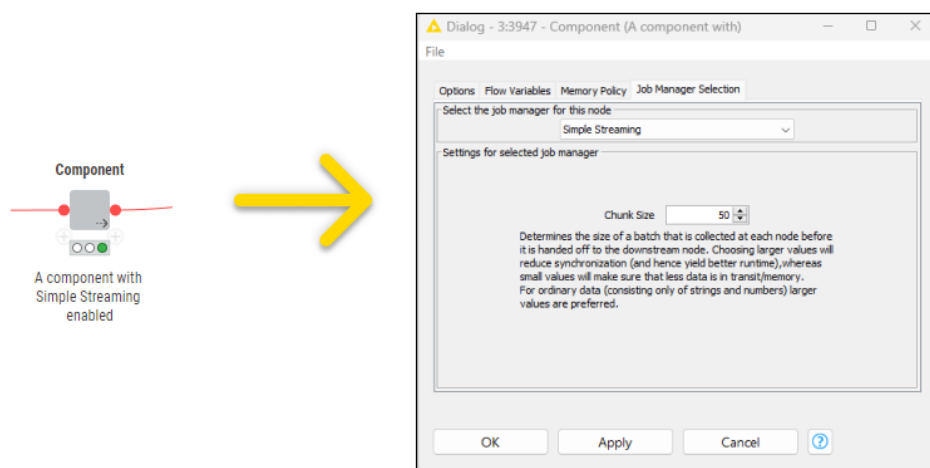 Component
A component with
Simple Streaming
enabled
Dialog - 3:3947 - Component (A component with)
File
Options Flow Variables Memory Policy Job Manager Selection
Select the job manager for this node
Simple Streaming
Settings for selected job manager
Chunk Size 50
Determines the size of a batch that is collected at each node before
it is handed off to the downstream node. Choosing larger values will
reduce synchronization (and hence yield better runtime),whereas
small values will make sure that less data is in transit/memory.
For ordinary data (consisting only of strings and numbers) larger
values are preferred.
OK Apply Cancel ?